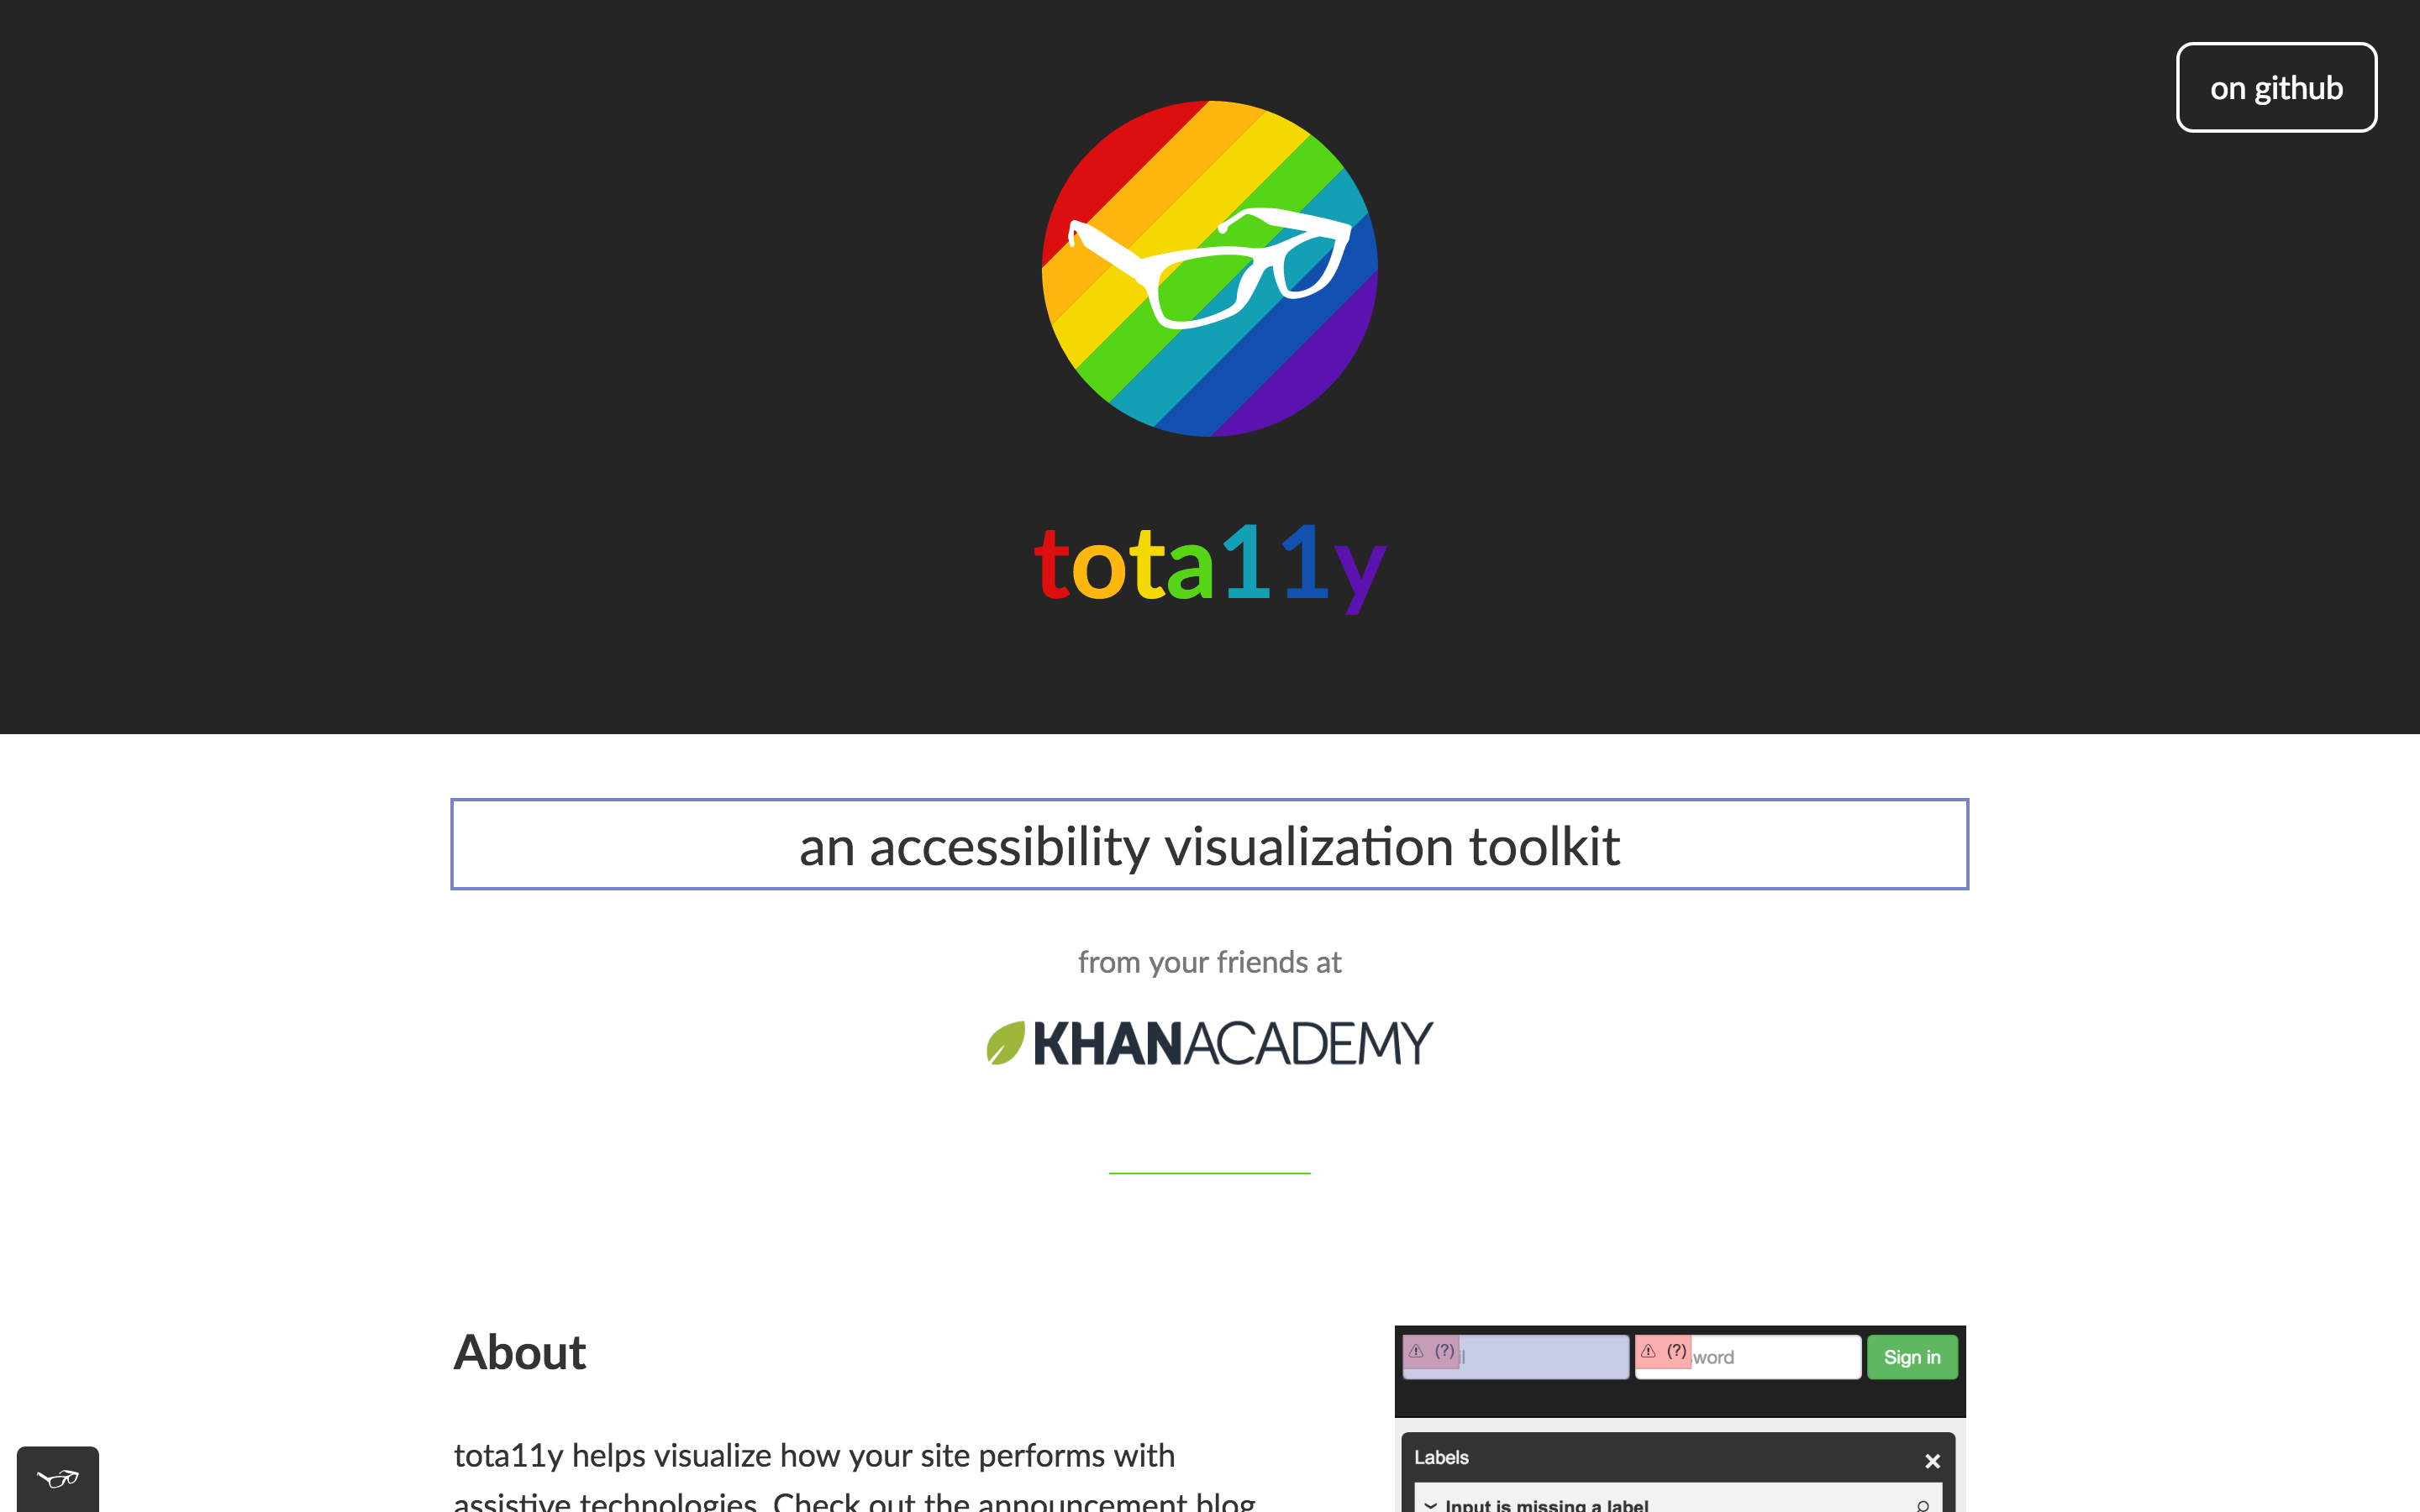 on github
tota11y
an accessibility visualization toolkit
from your friends at
KHANACADEMY
About
tota11y helps visualize how your site performs with
assistive technologies. Check out the announcement blog
(?) il
(?) word
Sign in
Labels
Input is missing a label